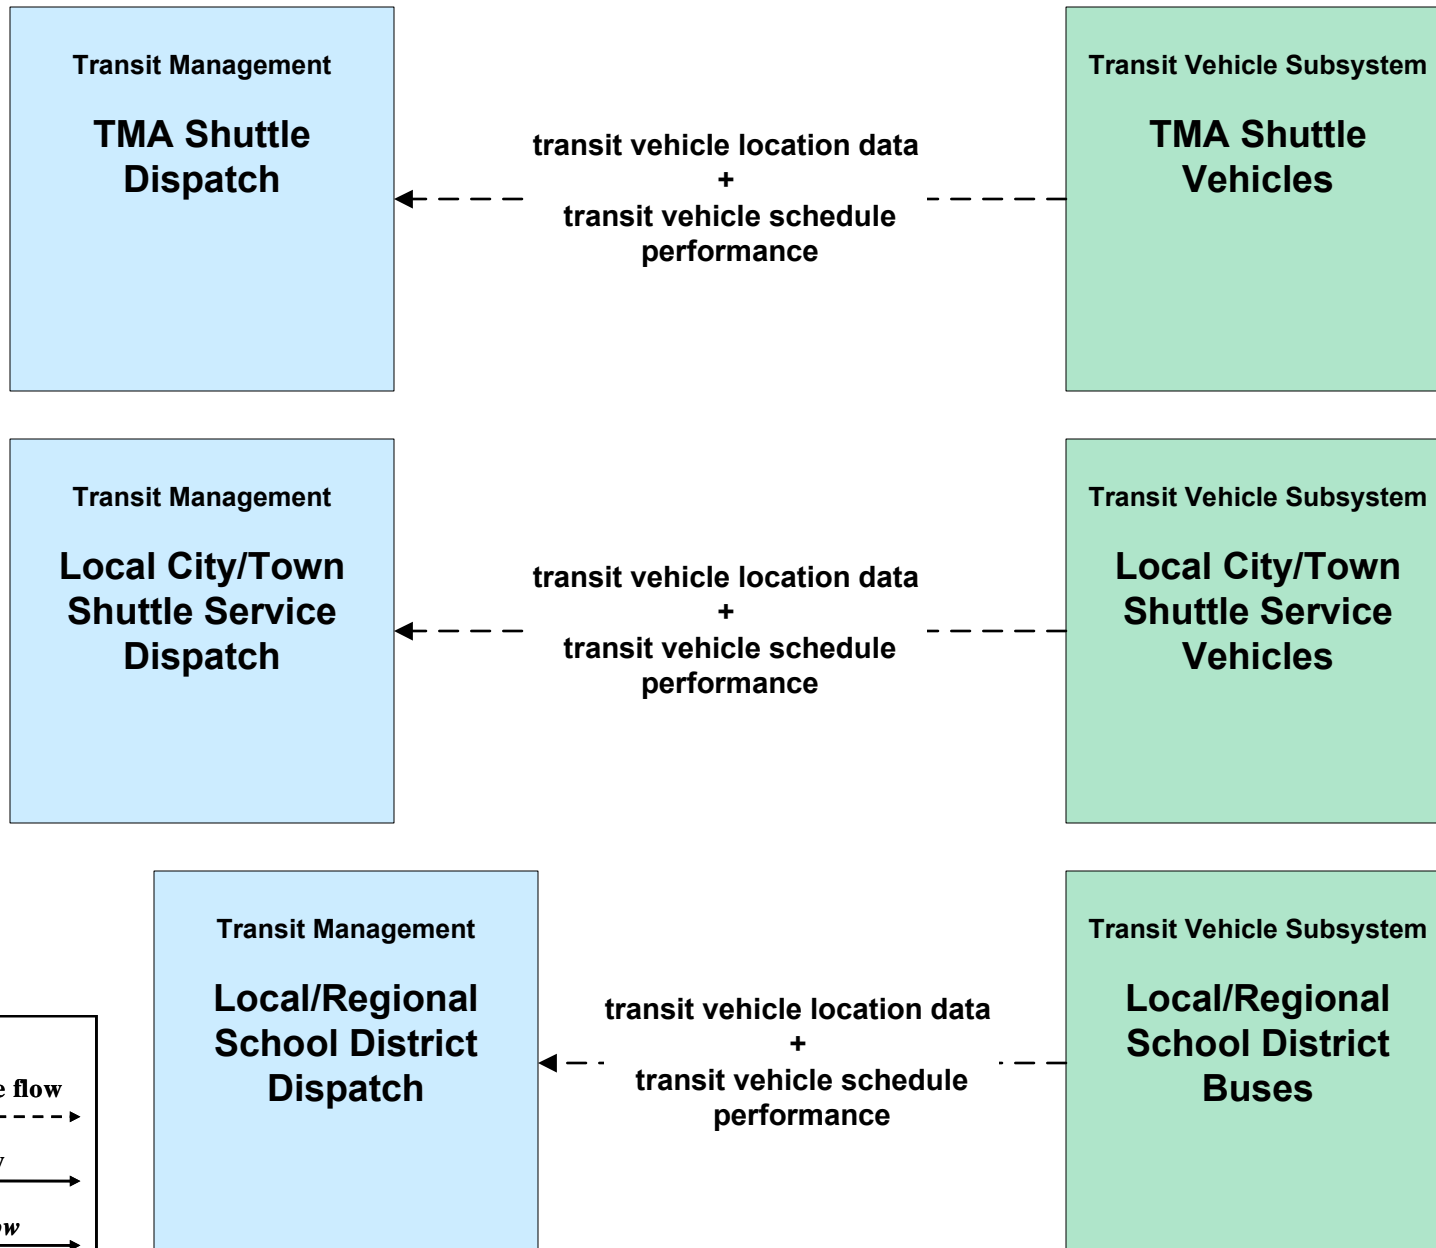 Transit Management
TMA Shuttle
Dispatch
transit vehicle location data
+
transit vehicle schedule
performance
Transit Vehicle Subsystem
TMA Shuttle
Vehicles
Transit Management
Local City/Town
Shuttle Service
Dispatch
transit vehicle location data
+
transit vehicle schedule
performance
Transit Vehicle Subsystem
Local City/Town
Shuttle Service
Vehicles
Transit Management
Local/Regional
School District
Dispatch
transit vehicle location data
+
transit vehicle schedule
performance
Transit Vehicle Subsystem
Local/Regional
School District
Buses
flow